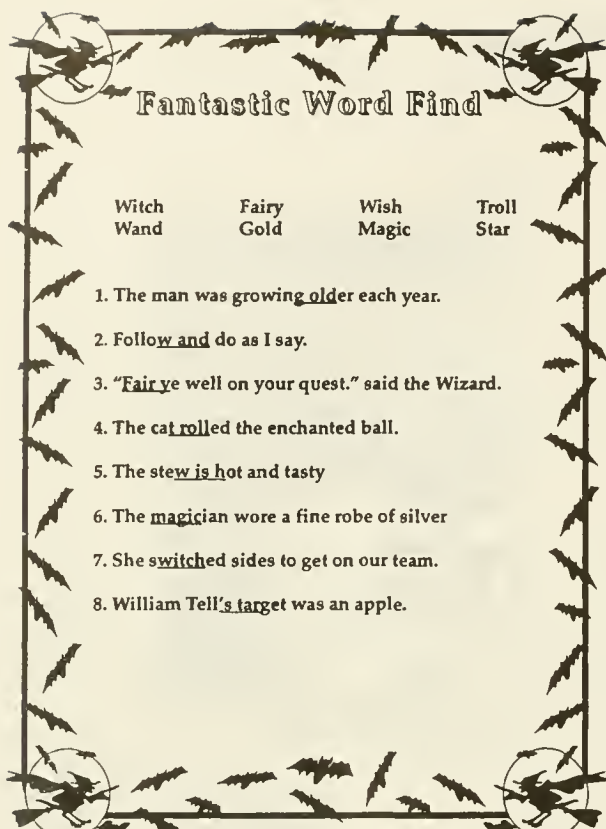 Fantastic Word Find
Witch Fairy Wish Troll
Wand Gold Magic Star
1. The man was growing older each year.
2. Follow and do as I say.
3. "Fair ye well on your quest." said the Wizard.
4. The cat rolled the enchanted ball.
5. The stew is hot and tasty
6. The magician wore a fine robe of silver
7. She switched sides to get on our team.
8. William Tell's target was an apple.